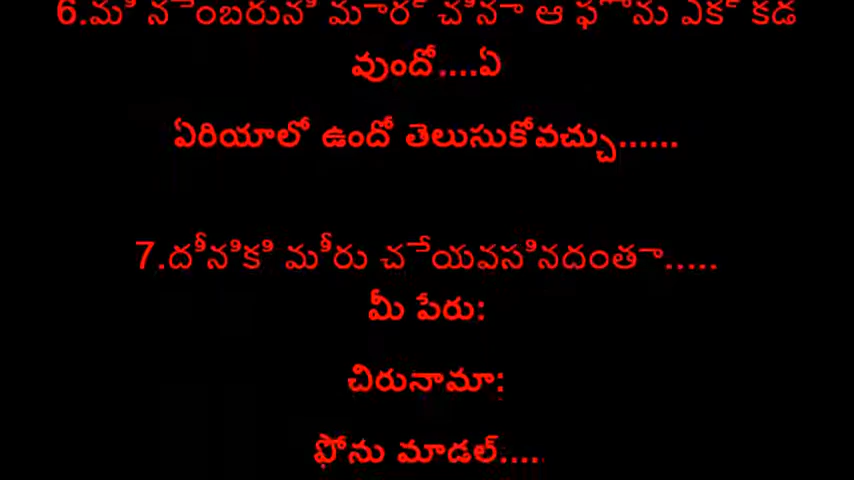 6.మీ నెంబరుని మార్ చినా ఆ ఫోను ఎక్ కడ
వుందో....ఏ
ఏరియాలో ఉందో తెలుసుకోవచ్చు......
7.దీనికి మీరు చేయవసినదంతా.....
మీ పేరు:
చిరునామా:
ఫోను మాడల్....